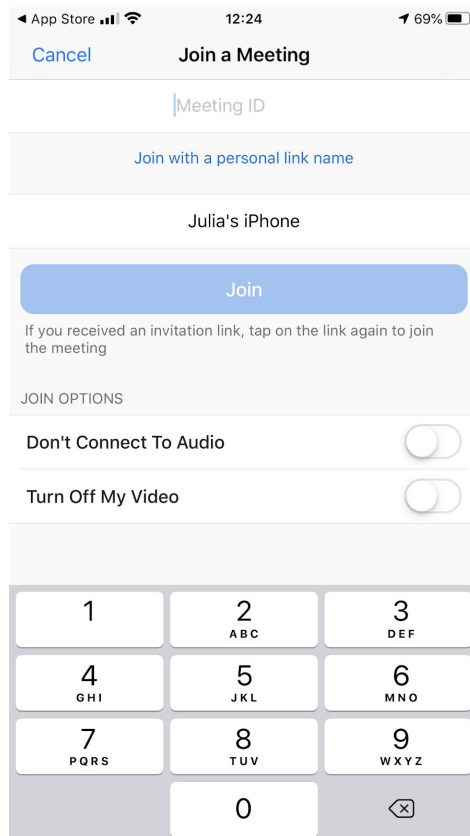 App Store 12:24 69%
Cancel Join a Meeting
Meeting ID
Join with a personal link name
Julia's iPhone
Join
If you received an invitation link, tap on the link again to join
the meeting
JOIN OPTIONS
Don't Connect To Audio
Turn Off My Video
1 2 3
ABC DEF
4 5 6
GHI JKL MNO
7 8 9
PQRS TUV WXYZ
0